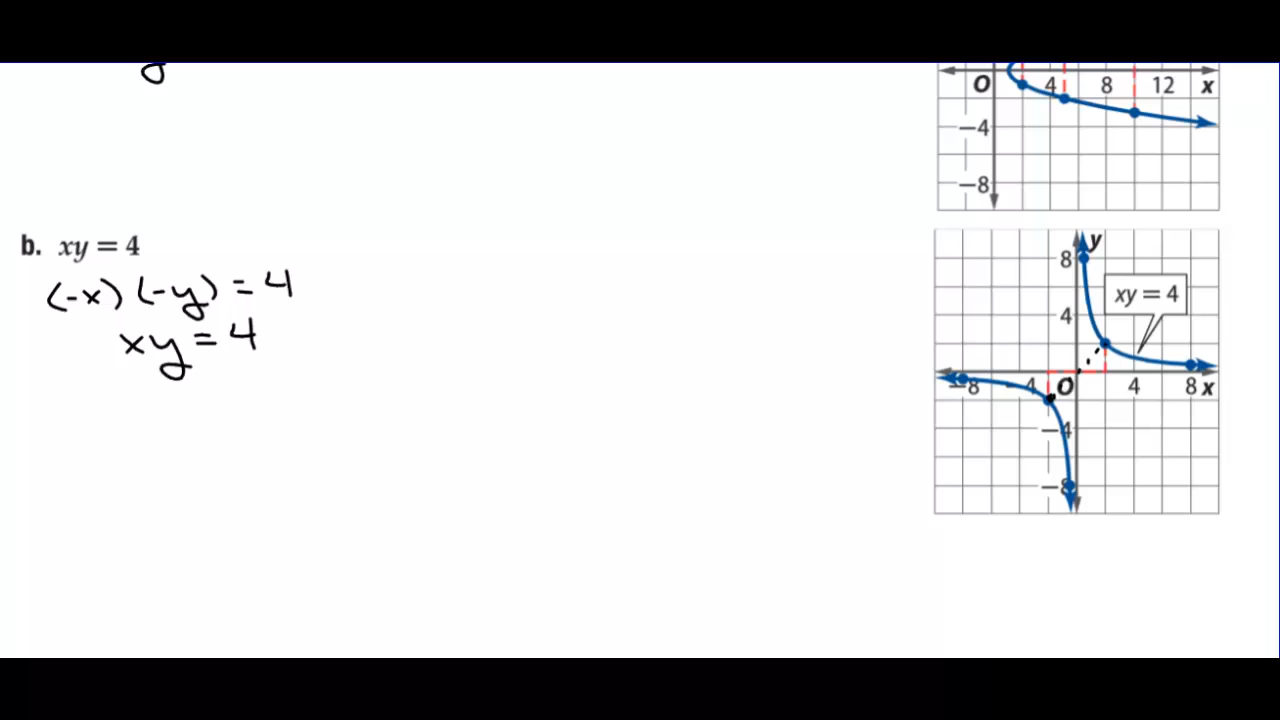 y
O 4 8 12 x
−4
−8
b. xy = 4
(-x) (-y) = 4
xy = 4
y
8
xy = 4
4
−8 −4 O 4 8 x
−4
−8